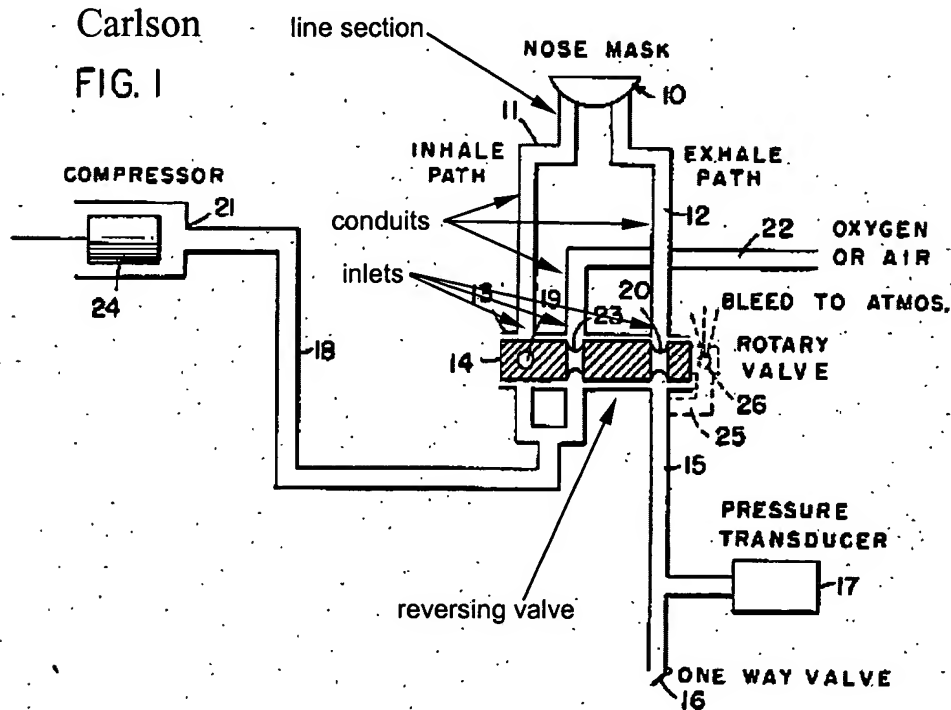 Carlson
line section
NOSE MASK
FIG. 1
10
11
INHALE
PATH
EXHALE
PATH
COMPRESSOR
21
conduits
12
22
OXYGEN
OR AIR
inlets
13
19
20
23
BLEED TO ATMOS.
24
14
ROTARY
VALVE
18
26
25
15
PRESSURE
TRANSDUCER
17
reversing valve
ONE WAY VALVE
16